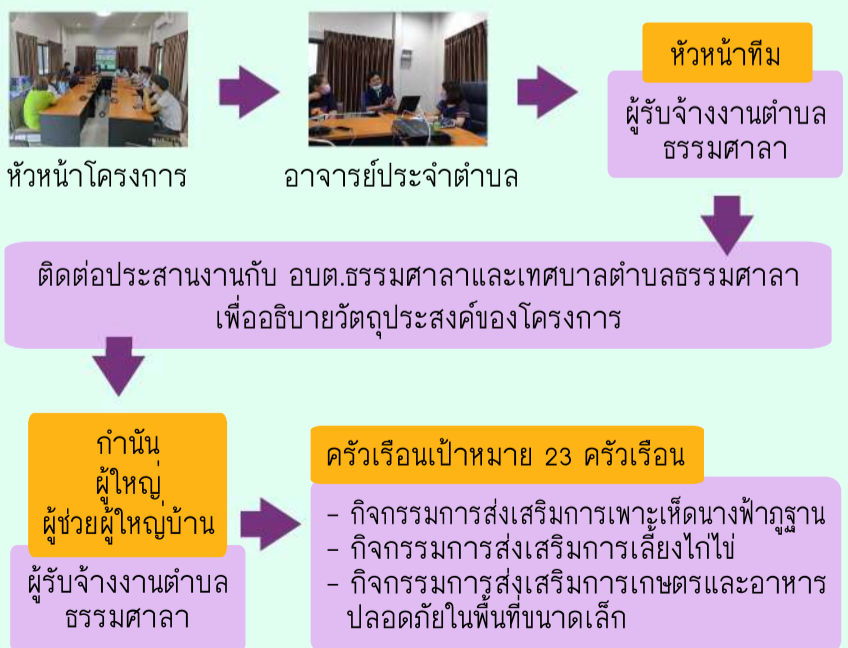 หัวหน้าโครงการ
อาจารย์ประจำตำบล
หัวหน้าทีม
ผู้รับจ้างงานตำบล
ธรรมศาลา
ติดต่อประสานงานกับ อบต.ธรรมศาลาและเทศบาลตำบลธรรมศาลา
เพื่ออธิบายวัตถุประสงค์ของโครงการ
กำนัน
ผู้ใหญ่
ผู้ช่วยผู้ใหญ่บ้าน
ผู้รับจ้างงานตำบล
ธรรมศาลา
ครัวเรือนเป้าหมาย 23 ครัวเรือน
- กิจกรรมการส่งเสริมการเพาะเห็ดนางฟ้าภูฐาน
- กิจกรรมการส่งเสริมการเลี้ยงไก่ไข่
- กิจกรรมการส่งเสริมการเกษตรและอาหาร
ปลอดภัยในพื้นที่ขนาดเล็ก